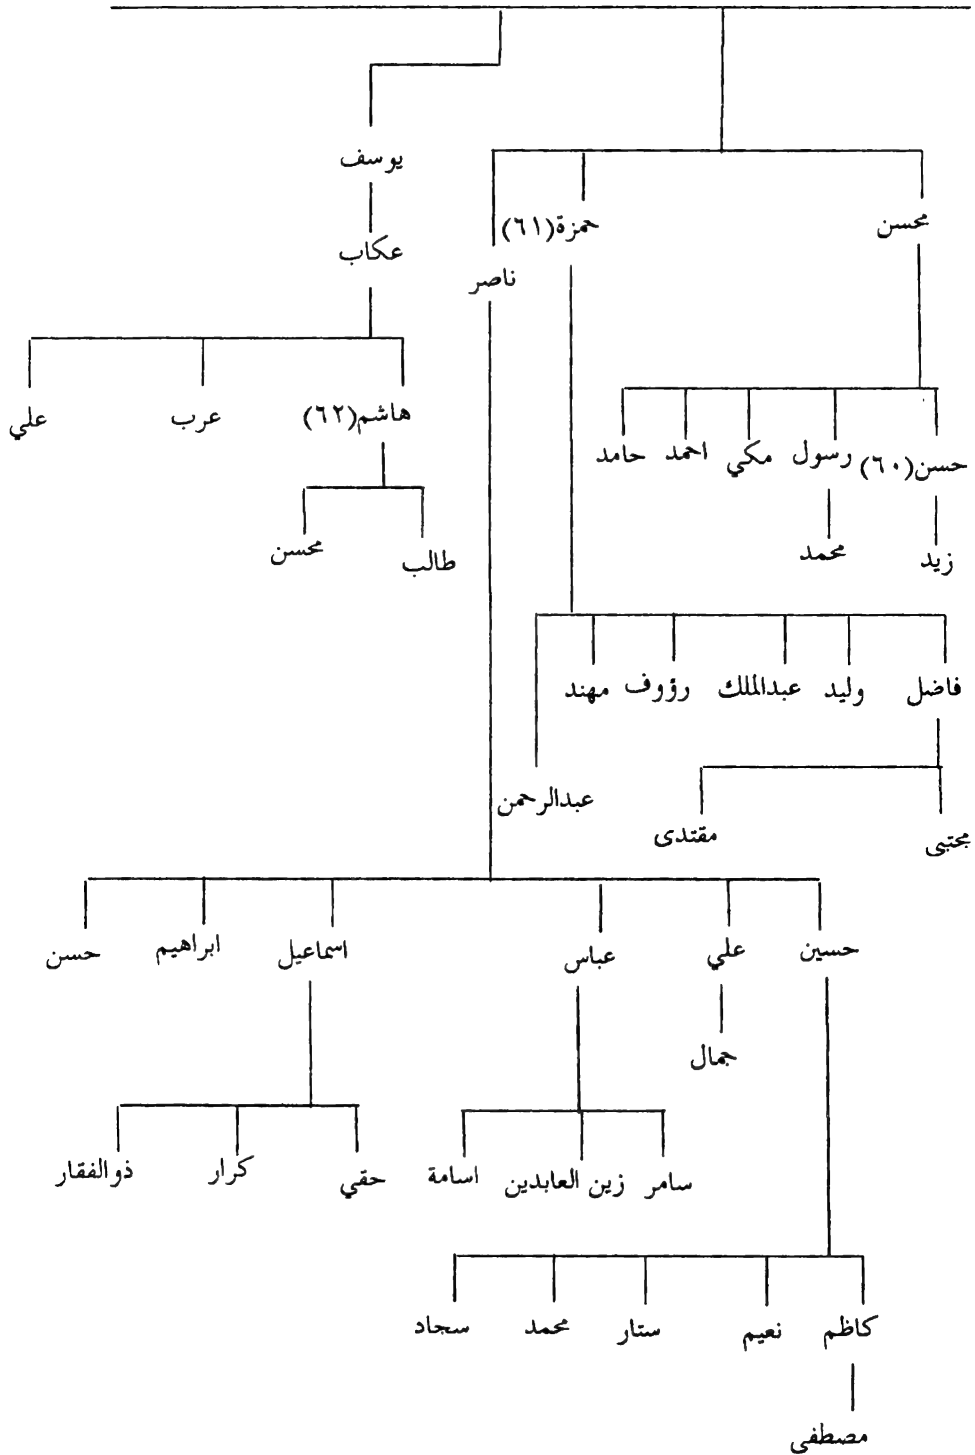 يوسف
محسن
حمزة(٦١)
عكاب
ناصر
هاشم(٦٢)
عرب
علي
حسن(٦٠)
رسول
مكي
احمد
حامد
طالب
محسن
زيد
محمد
فاضل
وليد
عبدالملك
رؤوف
مهند
عبدالرحمن
مجتبى
مقتدى
حسين
علي
عباس
اسماعيل
ابراهيم
حسن
جمال
سامر
زين العابدين
اسامة
حقي
كرار
ذوالفقار
كاظم
نعيم
ستار
محمد
سجاد
مصطفى